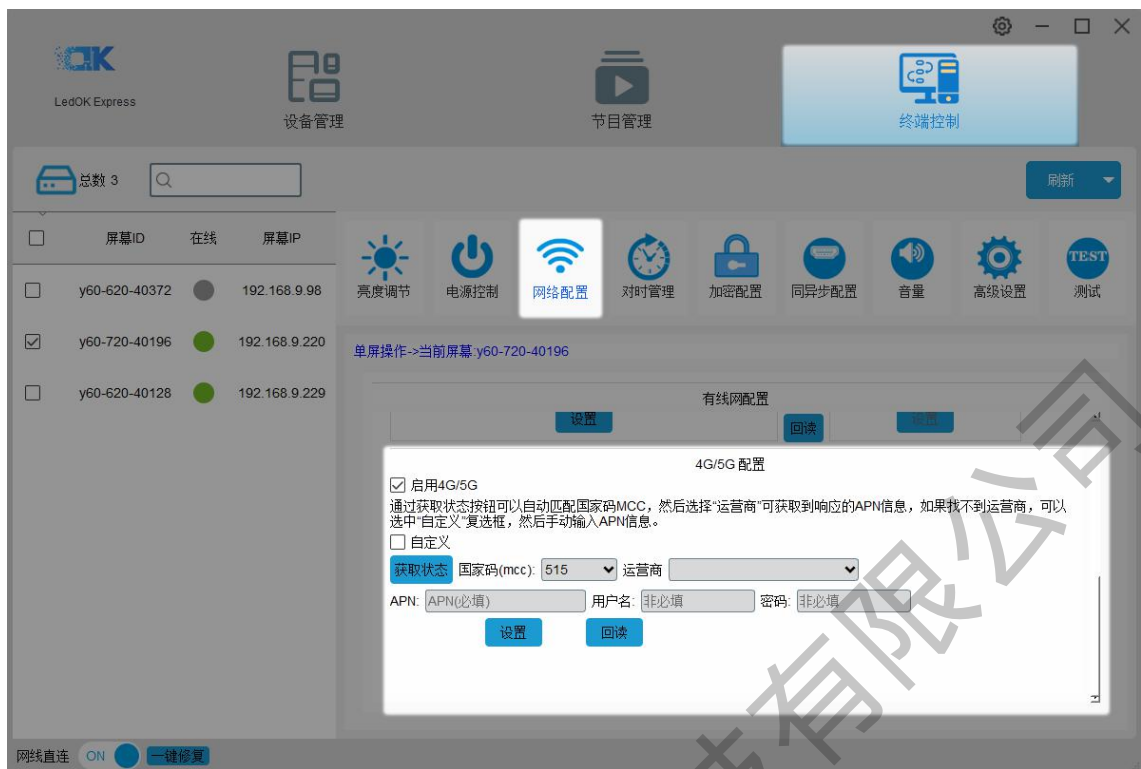 LedOK Express
设备管理
节目管理
终端控制
总数 3
刷新
屏幕ID 在线 屏幕IP
y60-620-40372 192.168.9.98
y60-720-40196 192.168.9.220
y60-620-40128 192.168.9.229
亮度调节 电源控制 网络配置 对时管理 加密配置 同异步配置 音量 高级设置 测试
TEST
单屏操作->当前屏幕:y60-720-40196
有线网配置
设置 回读 设置
4G/5G 配置
启用4G/5G
通过获取状态按钮可以自动匹配国家码MCC，然后选择“运营商”可获取到响应的APN信息，如果找不到运营商，可以
选中“自定义”复选框，然后手动输入APN信息。
自定义
获取状态 国家码(mcc): 515 运营商
APN: APN(必填) 用户名: 非必填 密码: 非必填
设置 回读
网线直连 ON 一键修复
技有限公司